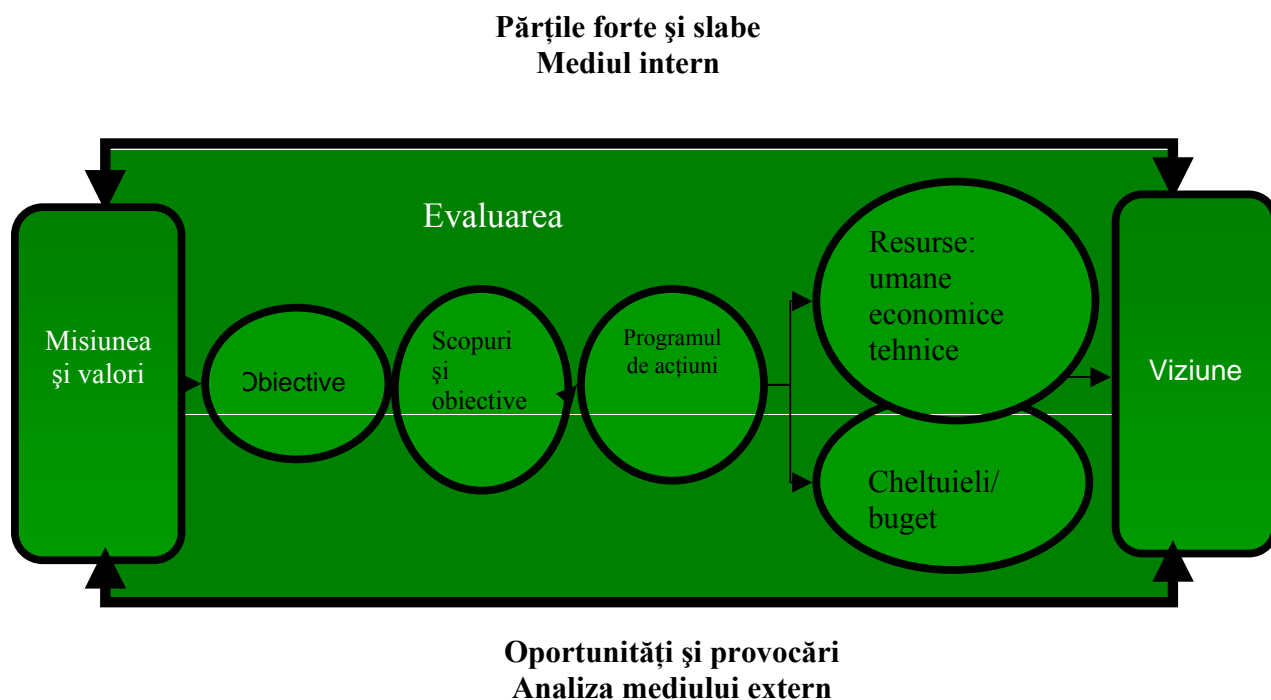 Părțile forte şi slabe
Mediul intern
Evaluarea
Misiunea
şi valori
Obiective
Scopuri
şi
obiective
Programul
de acțiuni
Resurse:
umane
economice
tehnice
Cheltuieli/
buget
Viziune
Oportunități şi provocări
Analiza mediului extern